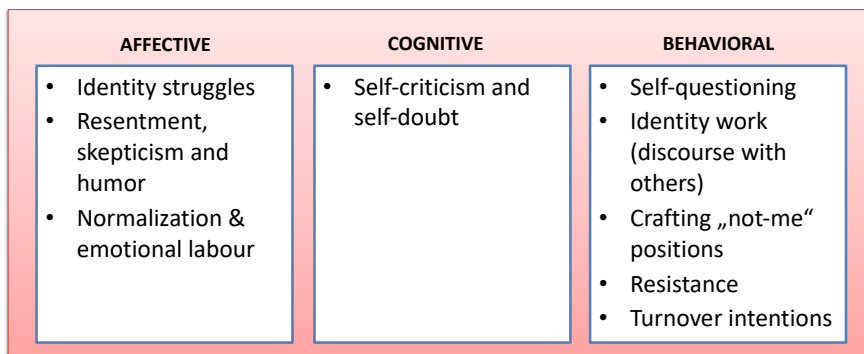 AFFECTIVE
• Identity struggles
• Resentment,
skepticism and
humor
• Normalization &
emotional labour
COGNITIVE
• Self-criticism and
self-doubt
BEHAVIORAL
• Self-questioning
• Identity work
(discourse with
others)
• Crafting „not-me“
positions
• Resistance
• Turnover intentions